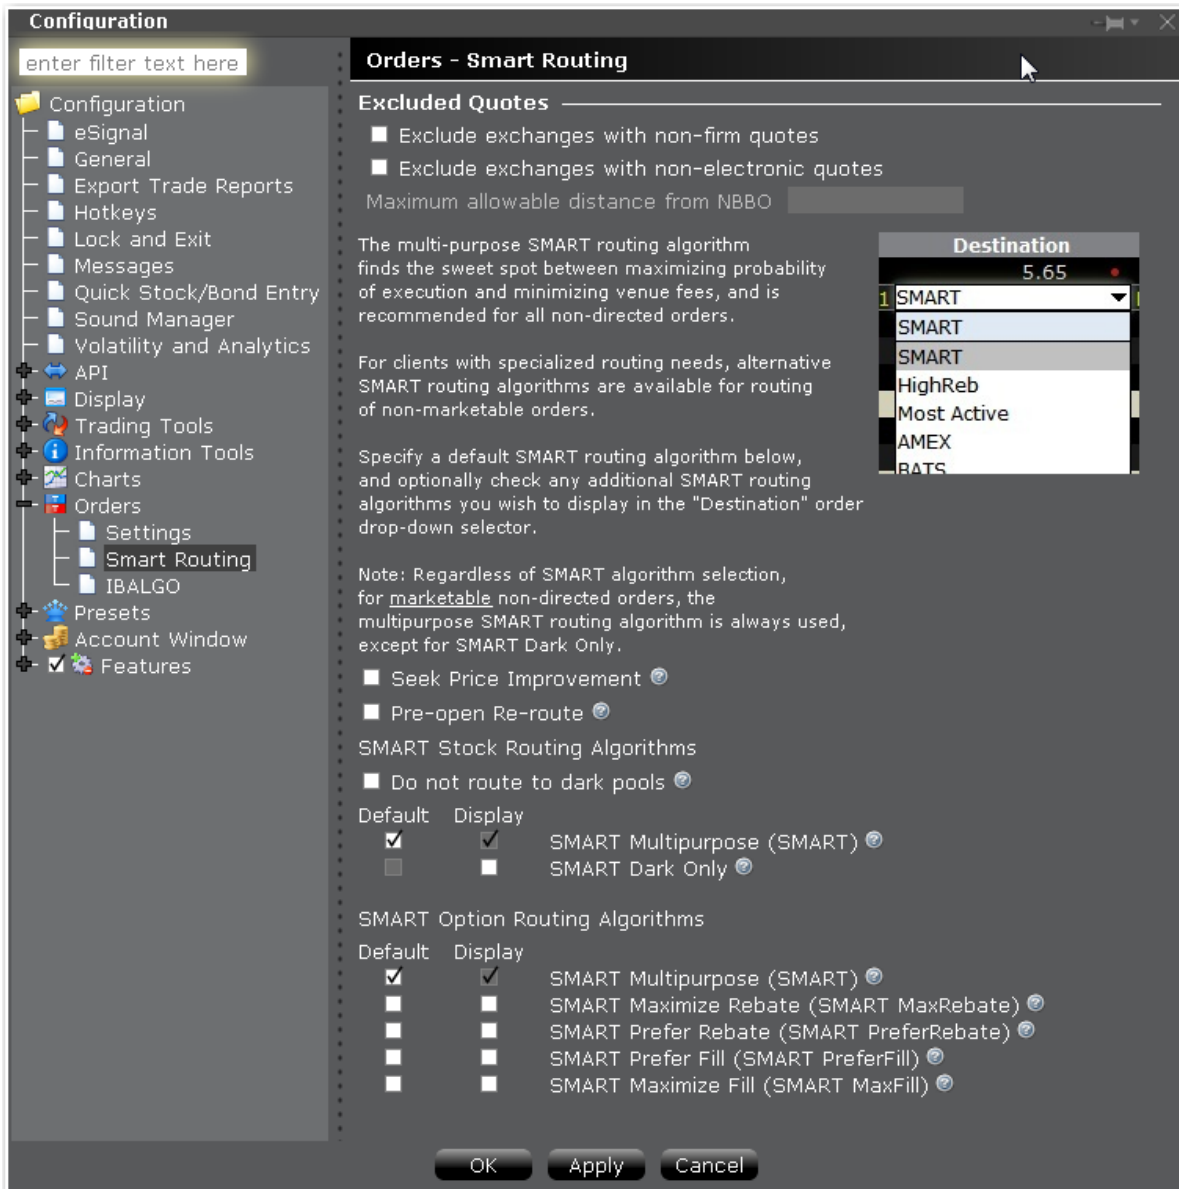 Configuration
enter filter text here
Configuration
eSignal
General
Export Trade Reports
Hotkeys
Lock and Exit
Messages
Quick Stock/Bond Entry
Sound Manager
Volatility and Analytics
API
Display
Trading Tools
Information Tools
Charts
Orders
Settings
Smart Routing
IBALGO
Presets
Account Window
Features
Orders - Smart Routing
Excluded Quotes
Exclude exchanges with non-firm quotes
Exclude exchanges with non-electronic quotes
Maximum allowable distance from NBBO
The multi-purpose SMART routing algorithm
finds the sweet spot between maximizing probability
of execution and minimizing venue fees, and is
recommended for all non-directed orders.
For clients with specialized routing needs, alternative
SMART routing algorithms are available for routing
of non-marketable orders.
Specify a default SMART routing algorithm below,
and optionally check any additional SMART routing
algorithms you wish to display in the "Destination" order
drop-down selector.
Note: Regardless of SMART algorithm selection,
for marketable non-directed orders, the
multipurpose SMART routing algorithm is always used,
except for SMART Dark Only.
Destination
5.65
1 SMART
SMART
SMART
HighReb
Most Active
AMEX
BATS
Seek Price Improvement ?
Pre-open Re-route ?
SMART Stock Routing Algorithms
Do not route to dark pools ?
Default Display
SMART Multipurpose (SMART) ?
SMART Dark Only ?
SMART Option Routing Algorithms
Default Display
SMART Multipurpose (SMART) ?
SMART Maximize Rebate (SMART MaxRebate) ?
SMART Prefer Rebate (SMART PreferRebate) ?
SMART Prefer Fill (SMART PreferFill) ?
SMART Maximize Fill (SMART MaxFill) ?
OK Apply Cancel